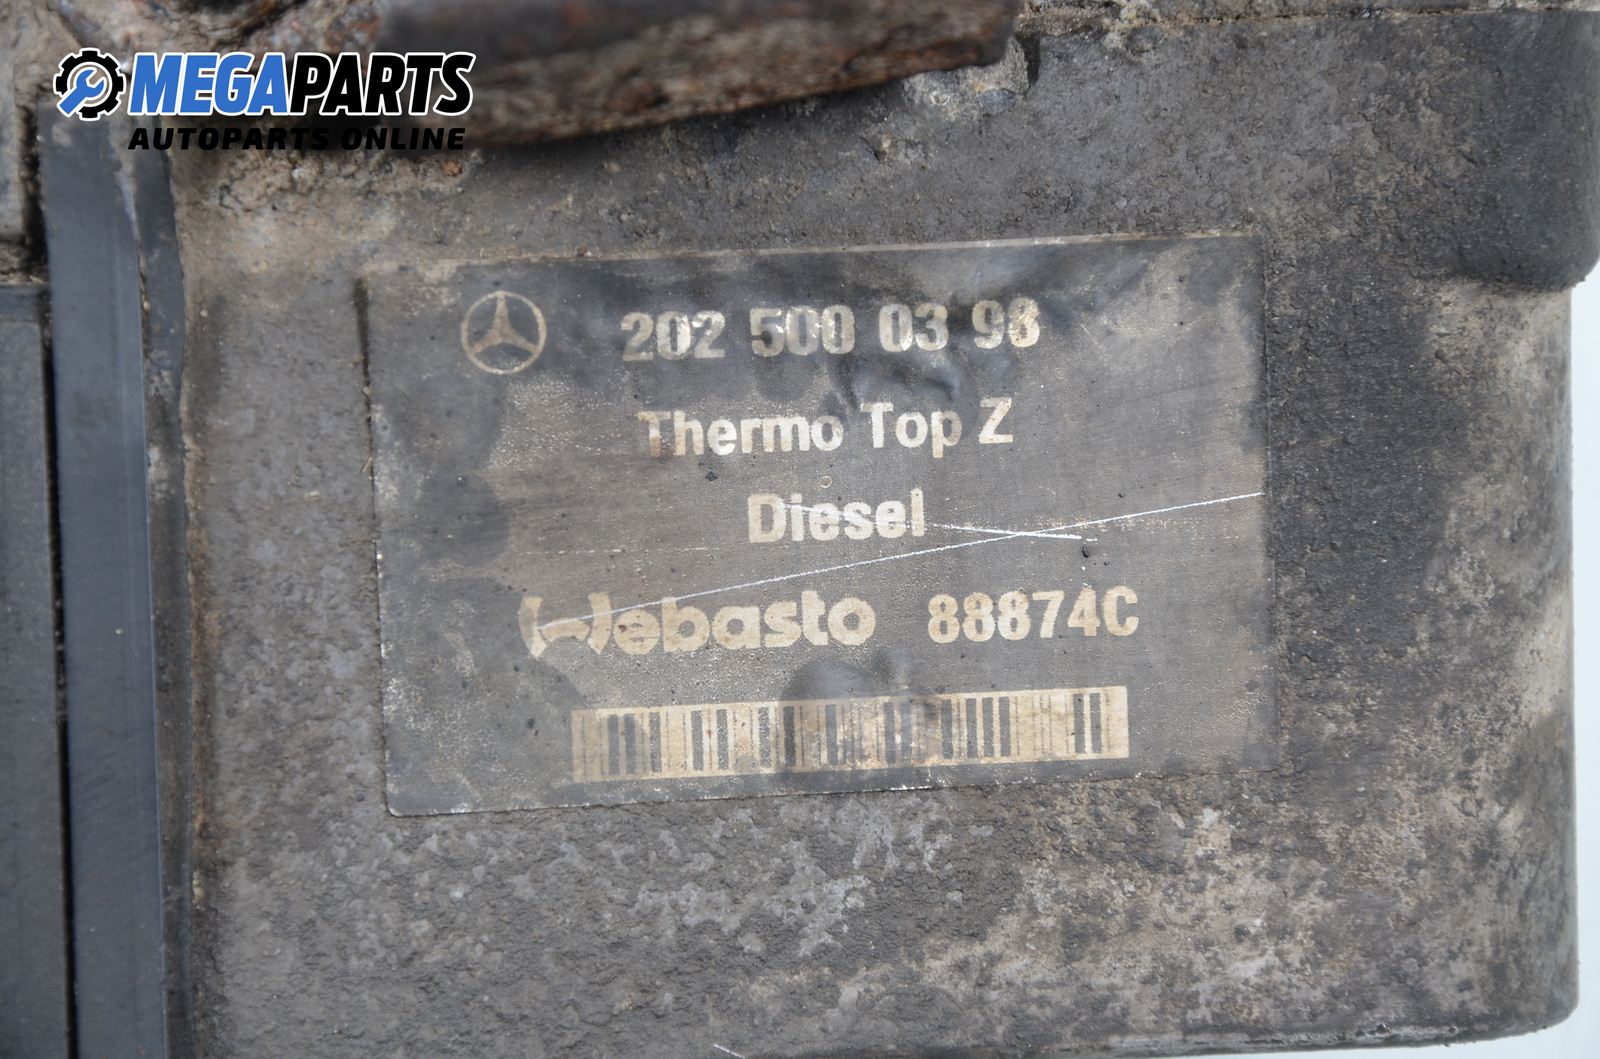 MEGAPARTS
AUTOPARTS ONLINE
202 500 03 98
Thermo Top Z
Diesel
Webasto 88874C